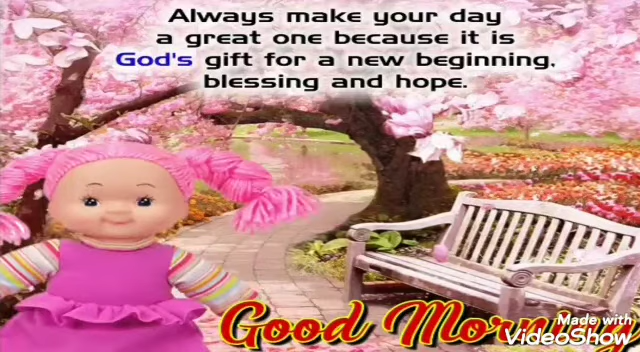 Always make your day
a great one because it is
God's gift for a new beginning,
blessing and hope.
Good Morning
Made with
VideoShow